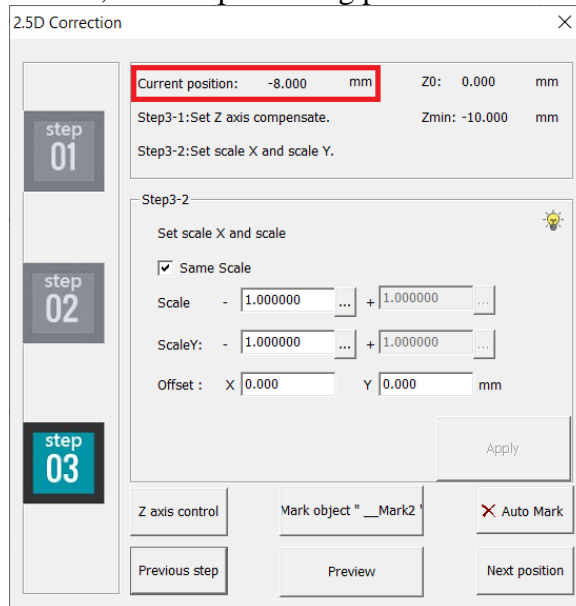 2.5D Correction
Current position: -8.000 mm Z0: 0.000 mm
Step3-1:Set Z axis compensate. Zmin: -10.000 mm
Step3-2:Set scale X and scale Y.
step
01
Step3-2
Set scale X and scale
Same Scale
step
02
Scale - 1.000000 ... + 1.000000 ...
ScaleY: - 1.000000 ... + 1.000000 ...
Offset : X 0.000 Y 0.000 mm
step
03
Apply
Z axis control Mark object " __Mark2 ' Auto Mark
Previous step Preview Next position